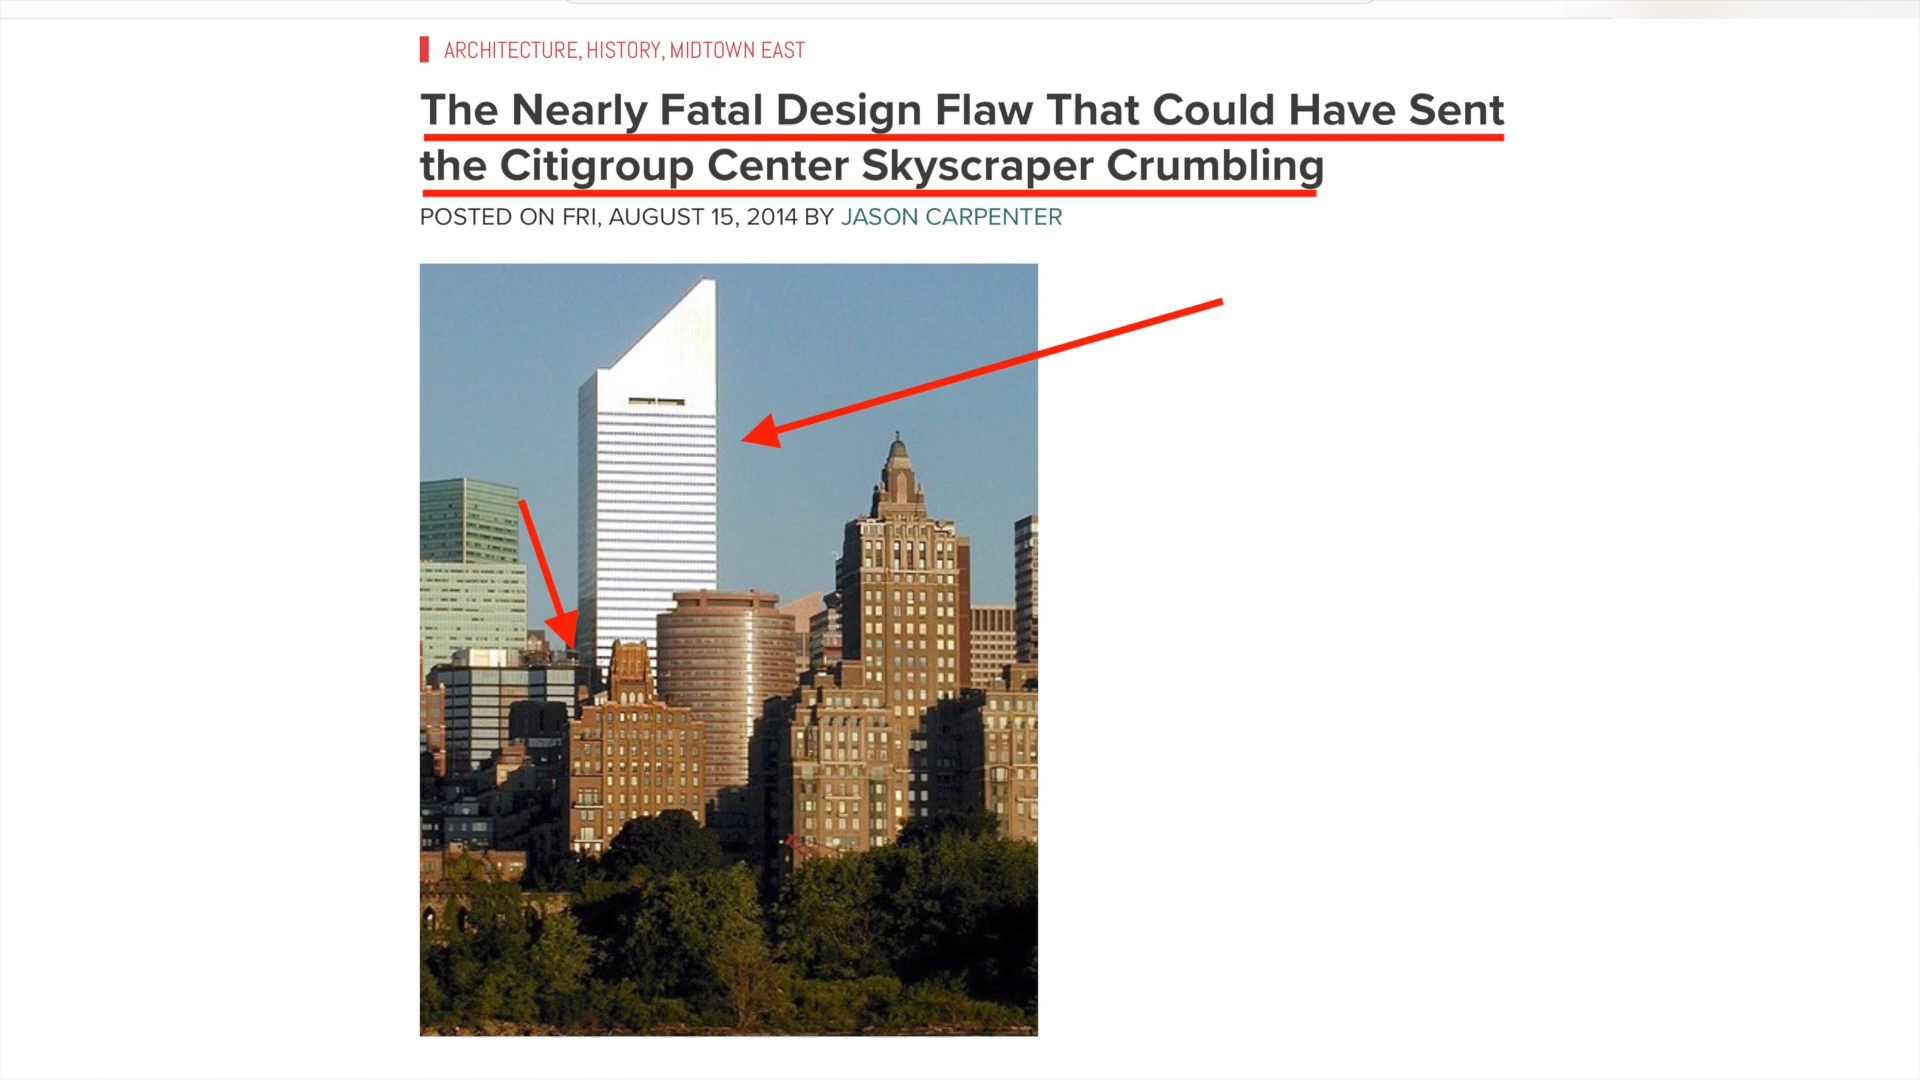 ARCHITECTURE, HISTORY, MIDTOWN EAST
The Nearly Fatal Design Flaw That Could Have Sent
the Citigroup Center Skyscraper Crumbling
POSTED ON FRI, AUGUST 15, 2014 BY JASON CARPENTER